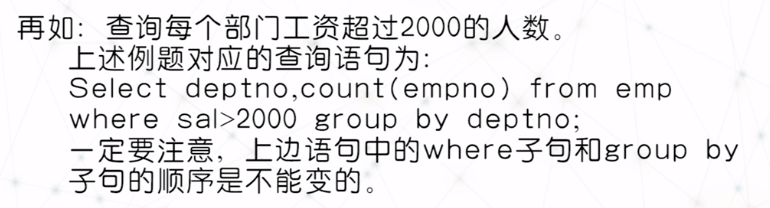 再如：查询每个部门工资超过2000的人数。
上述例题对应的查询语句为：
Select deptno,count(empno) from emp
where sal>2000 group by deptno;
一定要注意，上边语句中的where子句和group by
子句的顺序是不能变的。